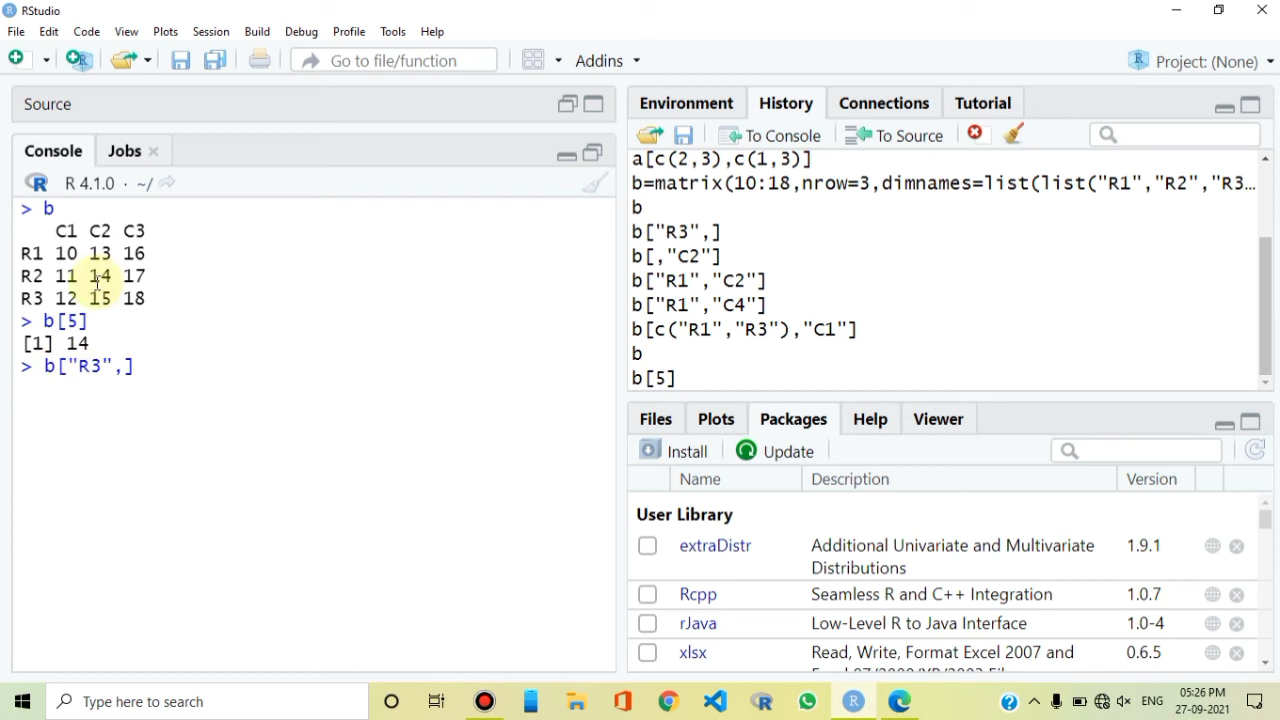 RStudio
File Edit Code View Plots Session Build Debug Profile Tools Help
Go to file/function
Addins
Project: (None)
Source
Console Jobs
R 4.1.0 · ~/
> b
C1 C2 C3
R1 10 13 16
R2 11 14 17
R3 12 15 18
> b[5]
[1] 14
> b["R3",]
Environment History Connections Tutorial
To Console To Source
a[c(2,3),c(1,3)]
b=matrix(10:18,nrow=3,dimnames=list(list("R1","R2","R3...
b
b["R3",]
b[,"C2"]
b["R1","C2"]
b["R1","C4"]
b[c("R1","R3"),"C1"]
b
b[5]
Files Plots Packages Help Viewer
Install Update
Name Description Version
User Library
extraDistr Additional Univariate and Multivariate 1.9.1
Distributions
Rcpp Seamless R and C++ Integration 1.0.7
rJava Low-Level R to Java Interface 1.0-4
xlsx Read, Write, Format Excel 2007 and 0.6.5
Type here to search
ENG
05:26 PM
27-09-2021